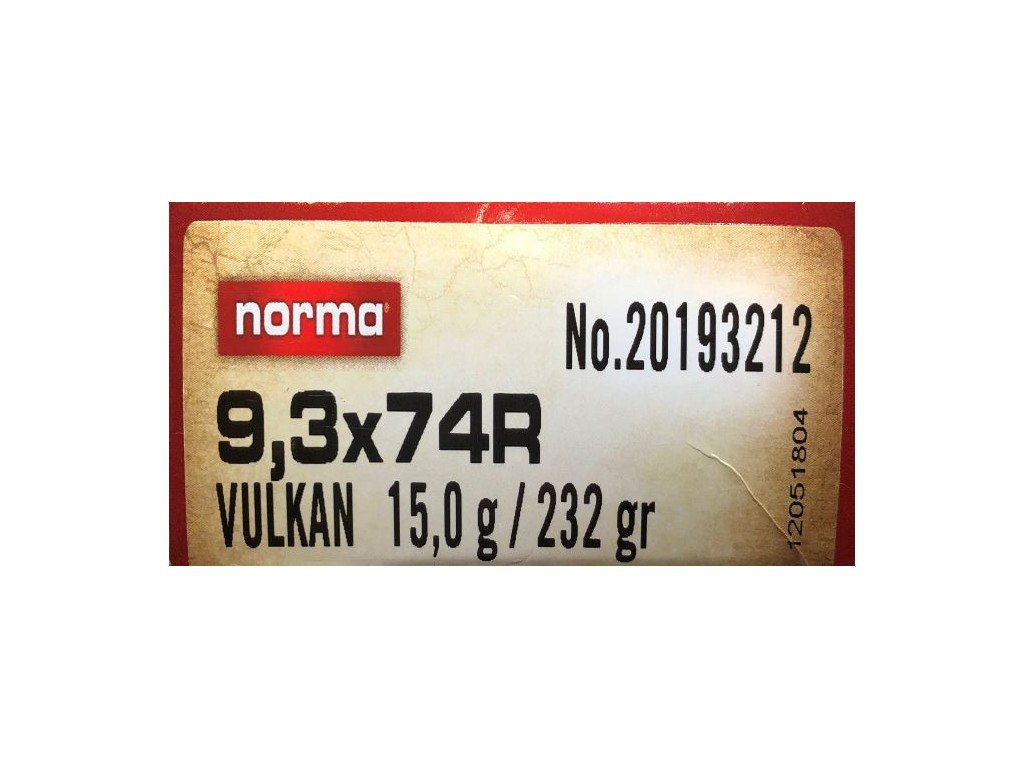 norma®
No.20193212
9,3x74R
VULKAN 15,0 g / 232 gr
12051804